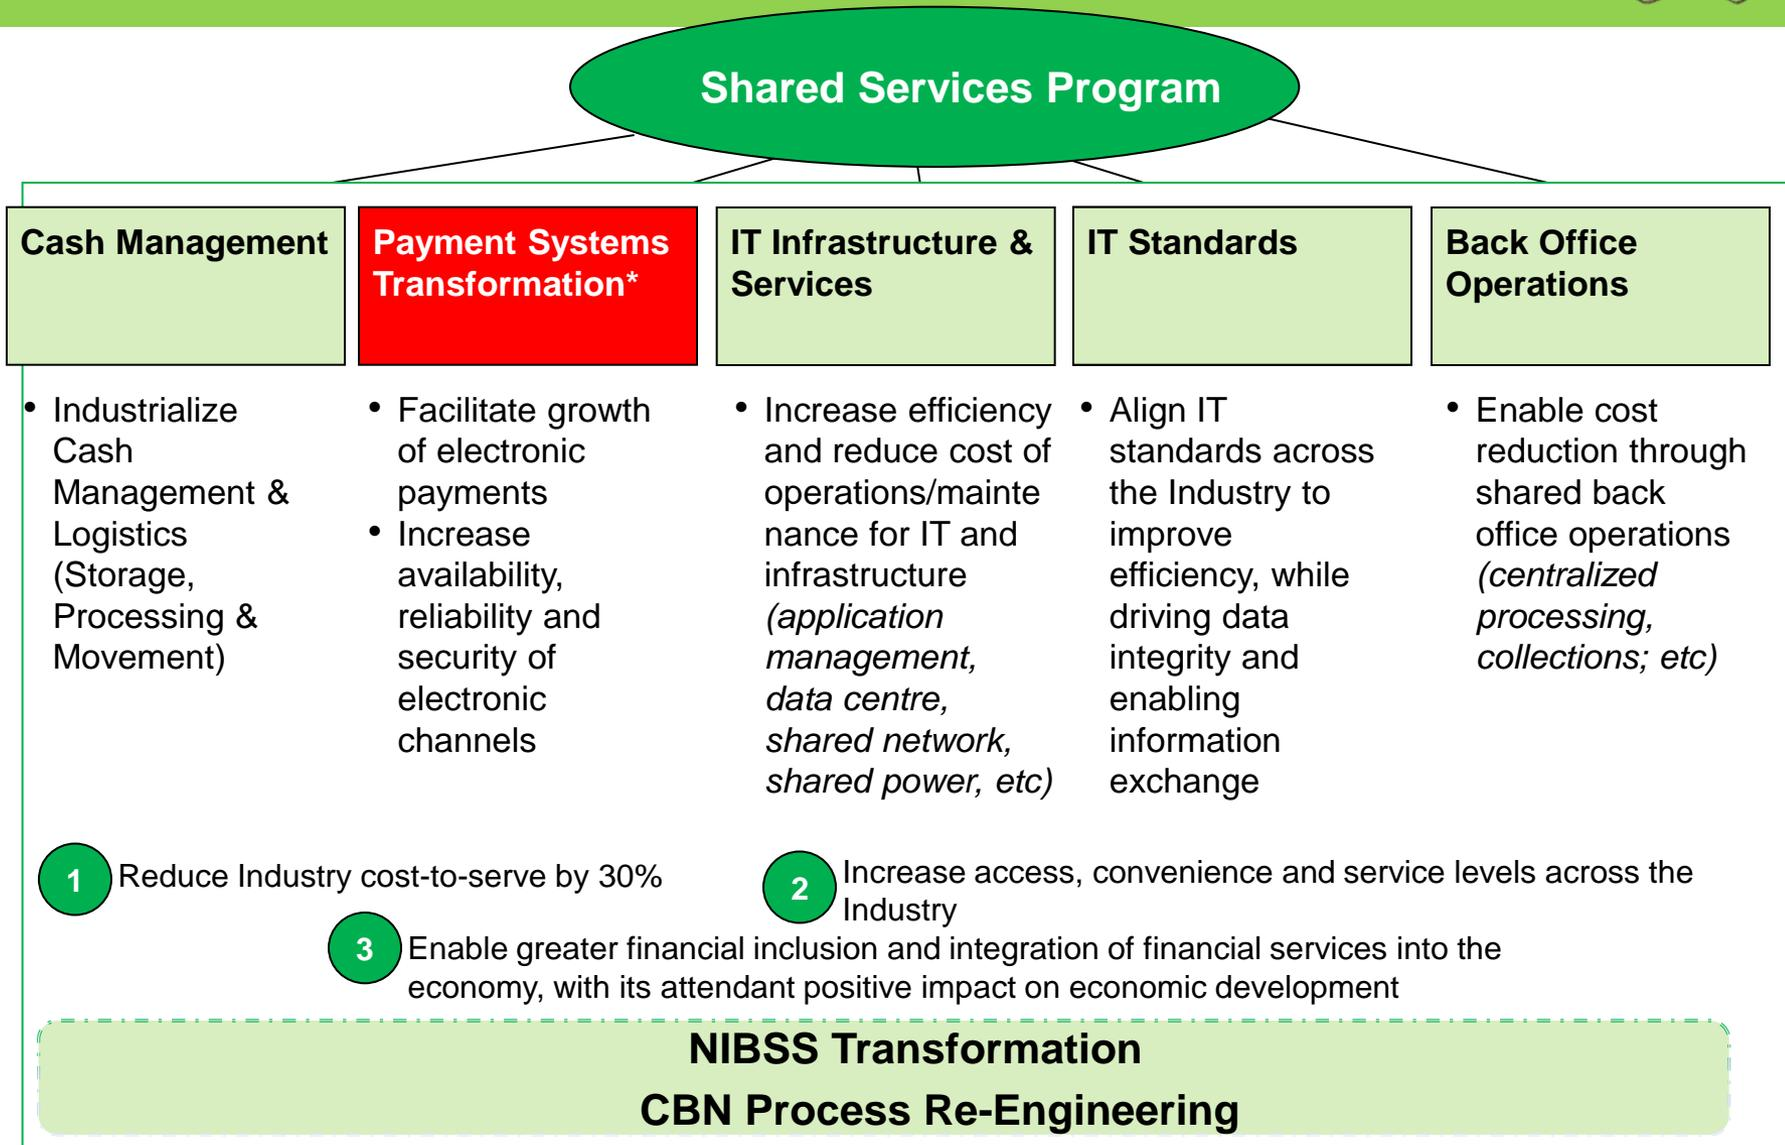 Shared Services Program
Cash Management
Payment Systems
Transformation*
IT Infrastructure &
Services
IT Standards
Back Office
Operations
• Industrialize
Cash
Management &
Logistics
(Storage,
Processing &
Movement)
• Facilitate growth
of electronic
payments
• Increase
availability,
reliability and
security of
electronic
channels
• Increase efficiency
and reduce cost of
operations/mainte
nance for IT and
infrastructure
(application
management,
data centre,
shared network,
shared power, etc)
• Align IT
standards across
the Industry to
improve
efficiency, while
driving data
integrity and
enabling
information
exchange
• Enable cost
reduction through
shared back
office operations
(centralized
processing,
collections; etc)
1 Reduce Industry cost-to-serve by 30%
2 Increase access, convenience and service levels across the
Industry
3 Enable greater financial inclusion and integration of financial services into the
economy, with its attendant positive impact on economic development
NIBSS Transformation
CBN Process Re-Engineering